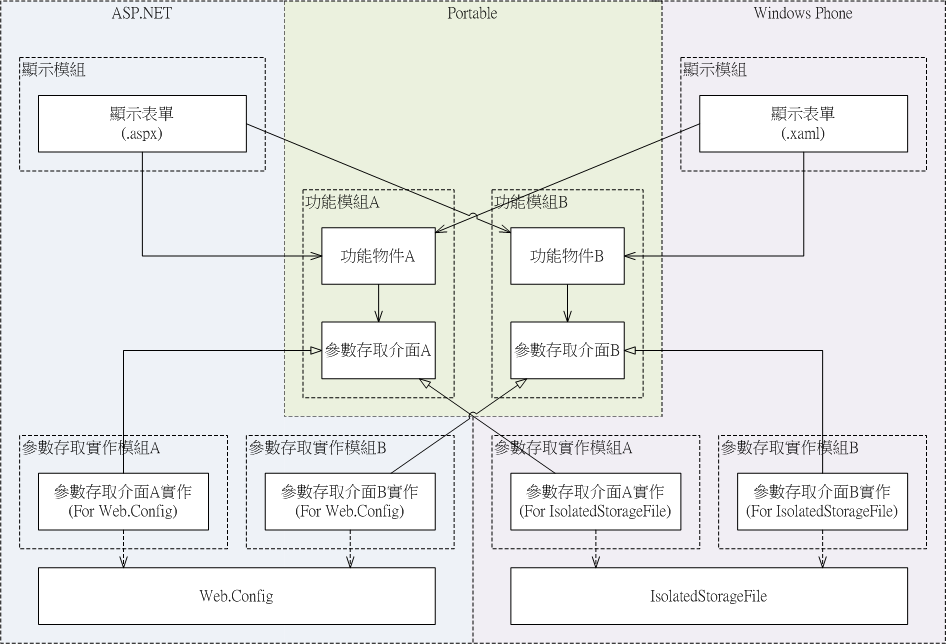 ASP.NET
Portable
Windows Phone
顯示模組
顯示模組
顯示表單
(.aspx)
顯示表單
(.xaml)
功能模組A
功能模組B
功能物件A
功能物件B
參數存取介面A
參數存取介面B
參數存取實作模組A
參數存取實作模組B
參數存取實作模組A
參數存取實作模組B
參數存取介面A實作
(For Web.Config)
參數存取介面B實作
(For Web.Config)
參數存取介面A實作
(For IsolatedStorageFile)
參數存取介面B實作
(For IsolatedStorageFile)
Web.Config
IsolatedStorageFile